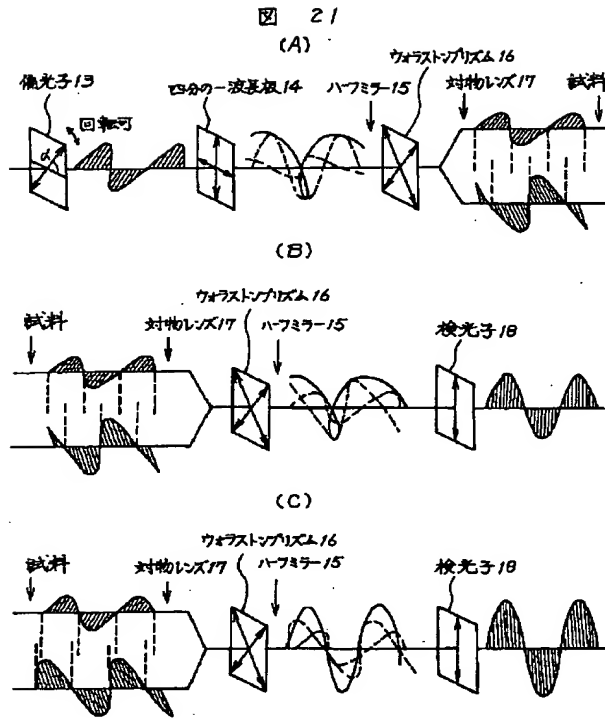 図 21
(A)
偏光子13
回転可
α
四分の一波長板14
ハーフミラー15
ウォラストンプリズム16
対物レンズ17
試料
(B)
試料
対物レンズ17
ウォラストンプリズム16
ハーフミラー15
検光子18
(C)
試料
対物レンズ17
ウォラストンプリズム16
ハーフミラー15
検光子18